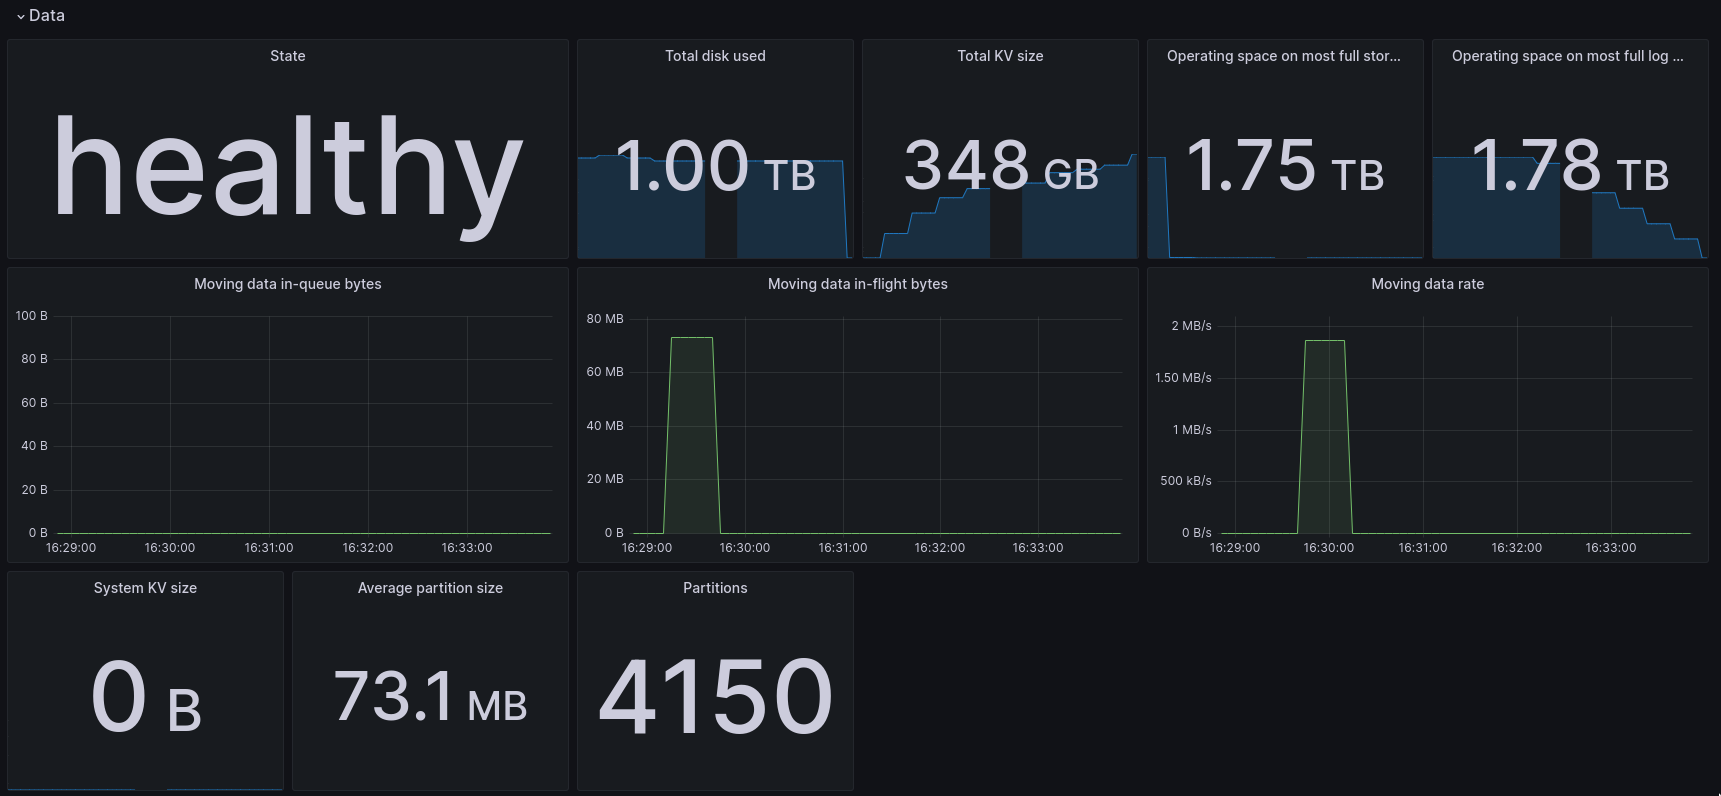 Data
State
healthy
Total disk used
1.00 TB
Total KV size
348 GB
Operating space on most full stor...
1.75 TB
Operating space on most full log ...
1.78 TB
Moving data in-queue bytes
100 B
80 B
60 B
40 B
20 B
0 B
16:29:00 16:30:00 16:31:00 16:32:00 16:33:00
Moving data in-flight bytes
80 MB
60 MB
40 MB
20 MB
0 B
16:29:00 16:30:00 16:31:00 16:32:00 16:33:00
Moving data rate
2 MB/s
1.50 MB/s
1 MB/s
500 kB/s
0 B/s
16:29:00 16:30:00 16:31:00 16:32:00 16:33:00
System KV size
0 B
Average partition size
73.1 MB
Partitions
4150